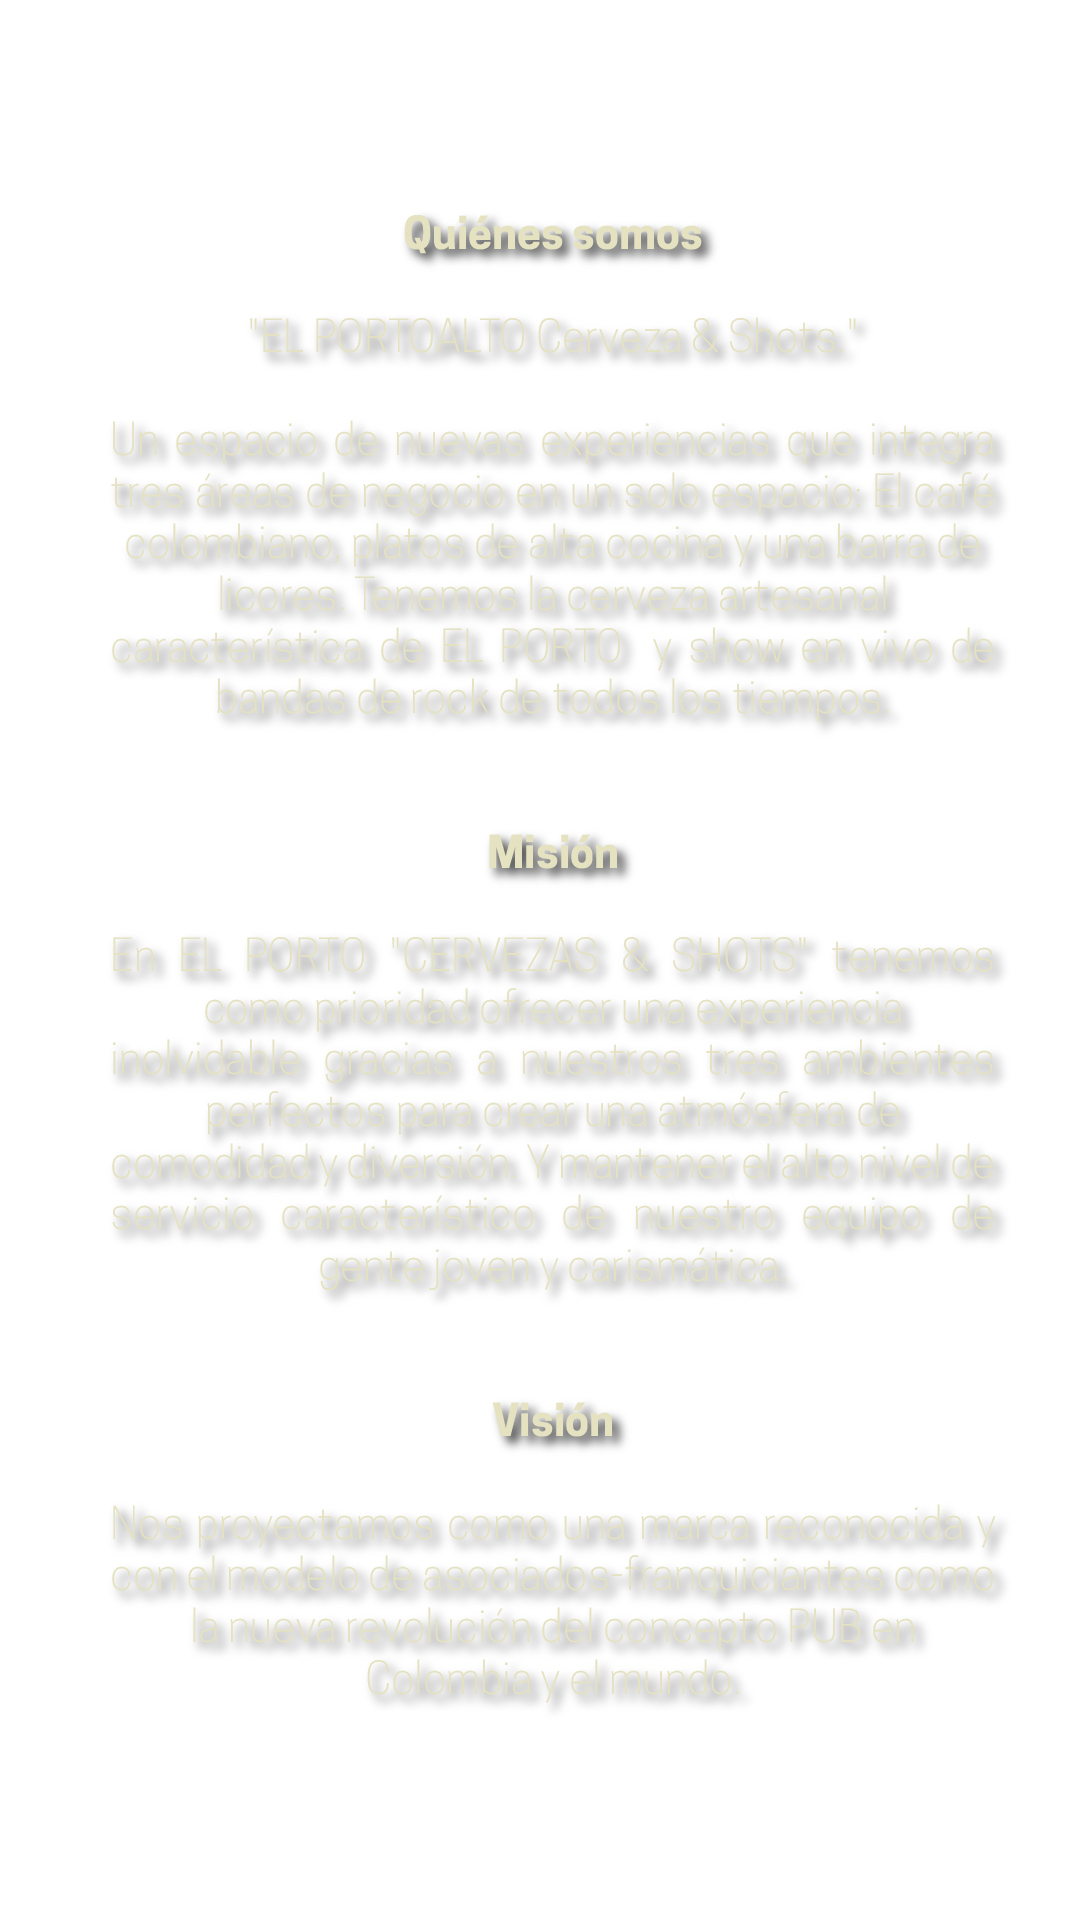 Quiénes somos
"EL PORTOALTO Cerveza & Shots."
Un espacio de nuevas experiencias que integra
tres áreas de negocio en un solo espacio: El café
colombiano, platos de alta cocina y una barra de
licores. Tenemos la cerveza artesanal
característica de EL PORTO y show en vivo de
bandas de rock de todos los tiempos.
Misión
En EL PORTO "CERVEZAS & SHOTS" tenemos
como prioridad ofrecer una experiencia
inolvidable gracias a nuestros tres ambientes
perfectos para crear una atmósfera de
comodidad y diversión. Y mantener el alto nivel de
servicio característico de nuestro equipo de
gente joven y carismática.
Visión
Nos proyectamos como una marca reconocida y
con el modelo de asociados-franquiciantes como
la nueva revolución del concepto PUB en
Colombia y el mundo.